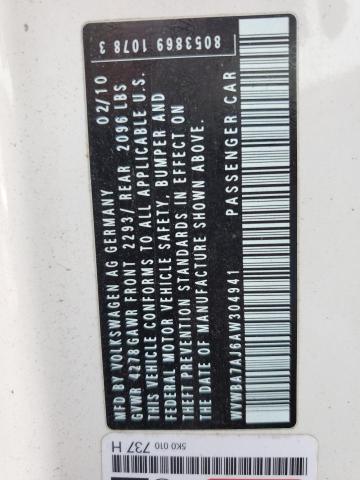 8053869 1078 3
MFD BY VOLKSWAGEN AG GERMANY 02/10
GVWR 4278 GAWR FRONT 2293/ REAR 2096 LBS
THIS VEHICLE CONFORMS TO ALL APPLICABLE U.S.
FEDERAL MOTOR VEHICLE SAFETY, BUMPER AND
THEFT PREVENTION STANDARDS IN EFFECT ON
THE DATE OF MANUFACTURE SHOWN ABOVE.
PASSENGER CAR
WVWBA7AJ6AW304941
5K0 010
737 H